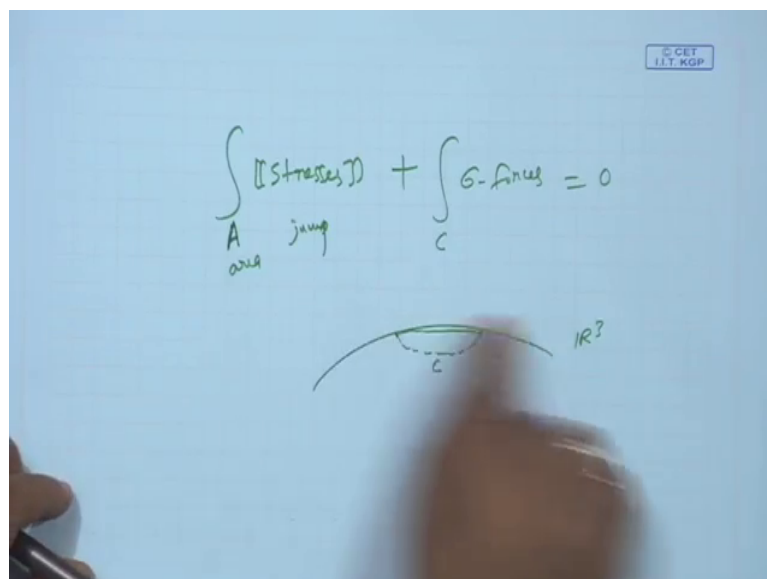 © CET
I.I.T. KGP
∫ [[Stresses]] + ∫ σ-forces = 0
A jump C
area
IR³
C